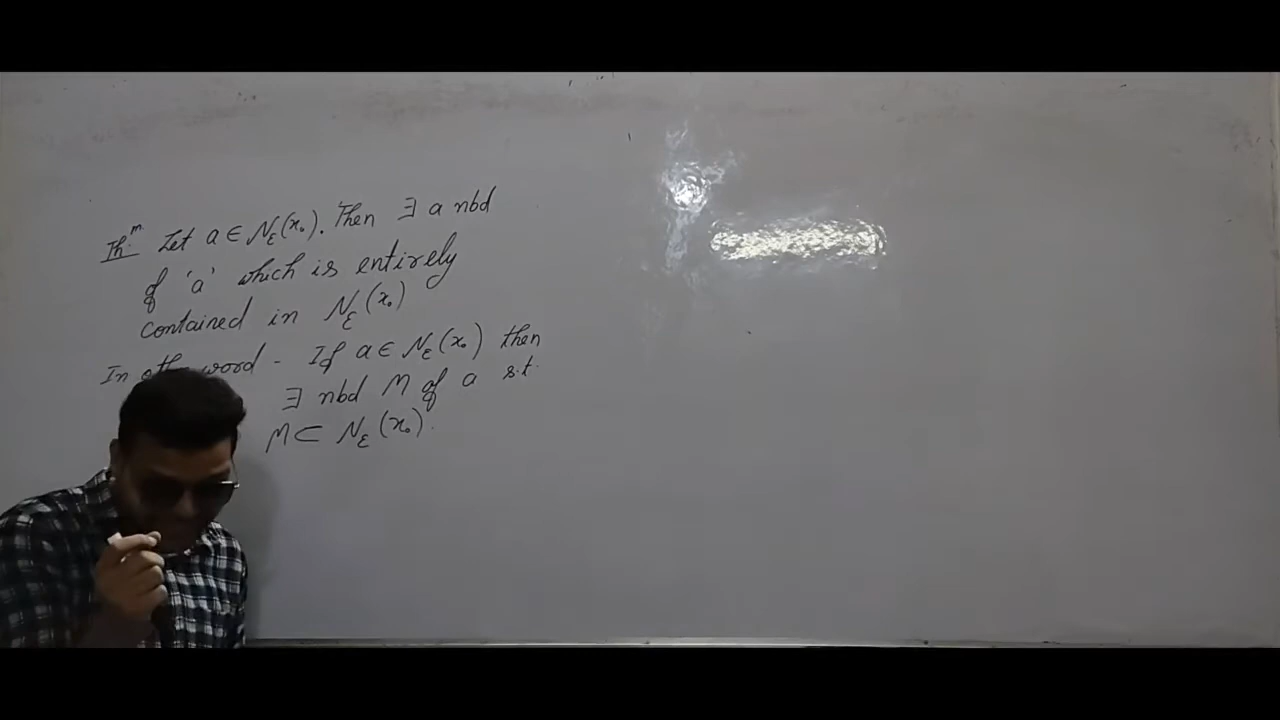 Thᵐ. Let a ∈ N_ε(x₀). Then ∃ a nbd
of 'a' which is entirely
contained in N_ε(x₀)
In word - If a ∈ N_ε(x₀) then
∃ nbd M of a s.t.
M ⊂ N_ε(x₀).